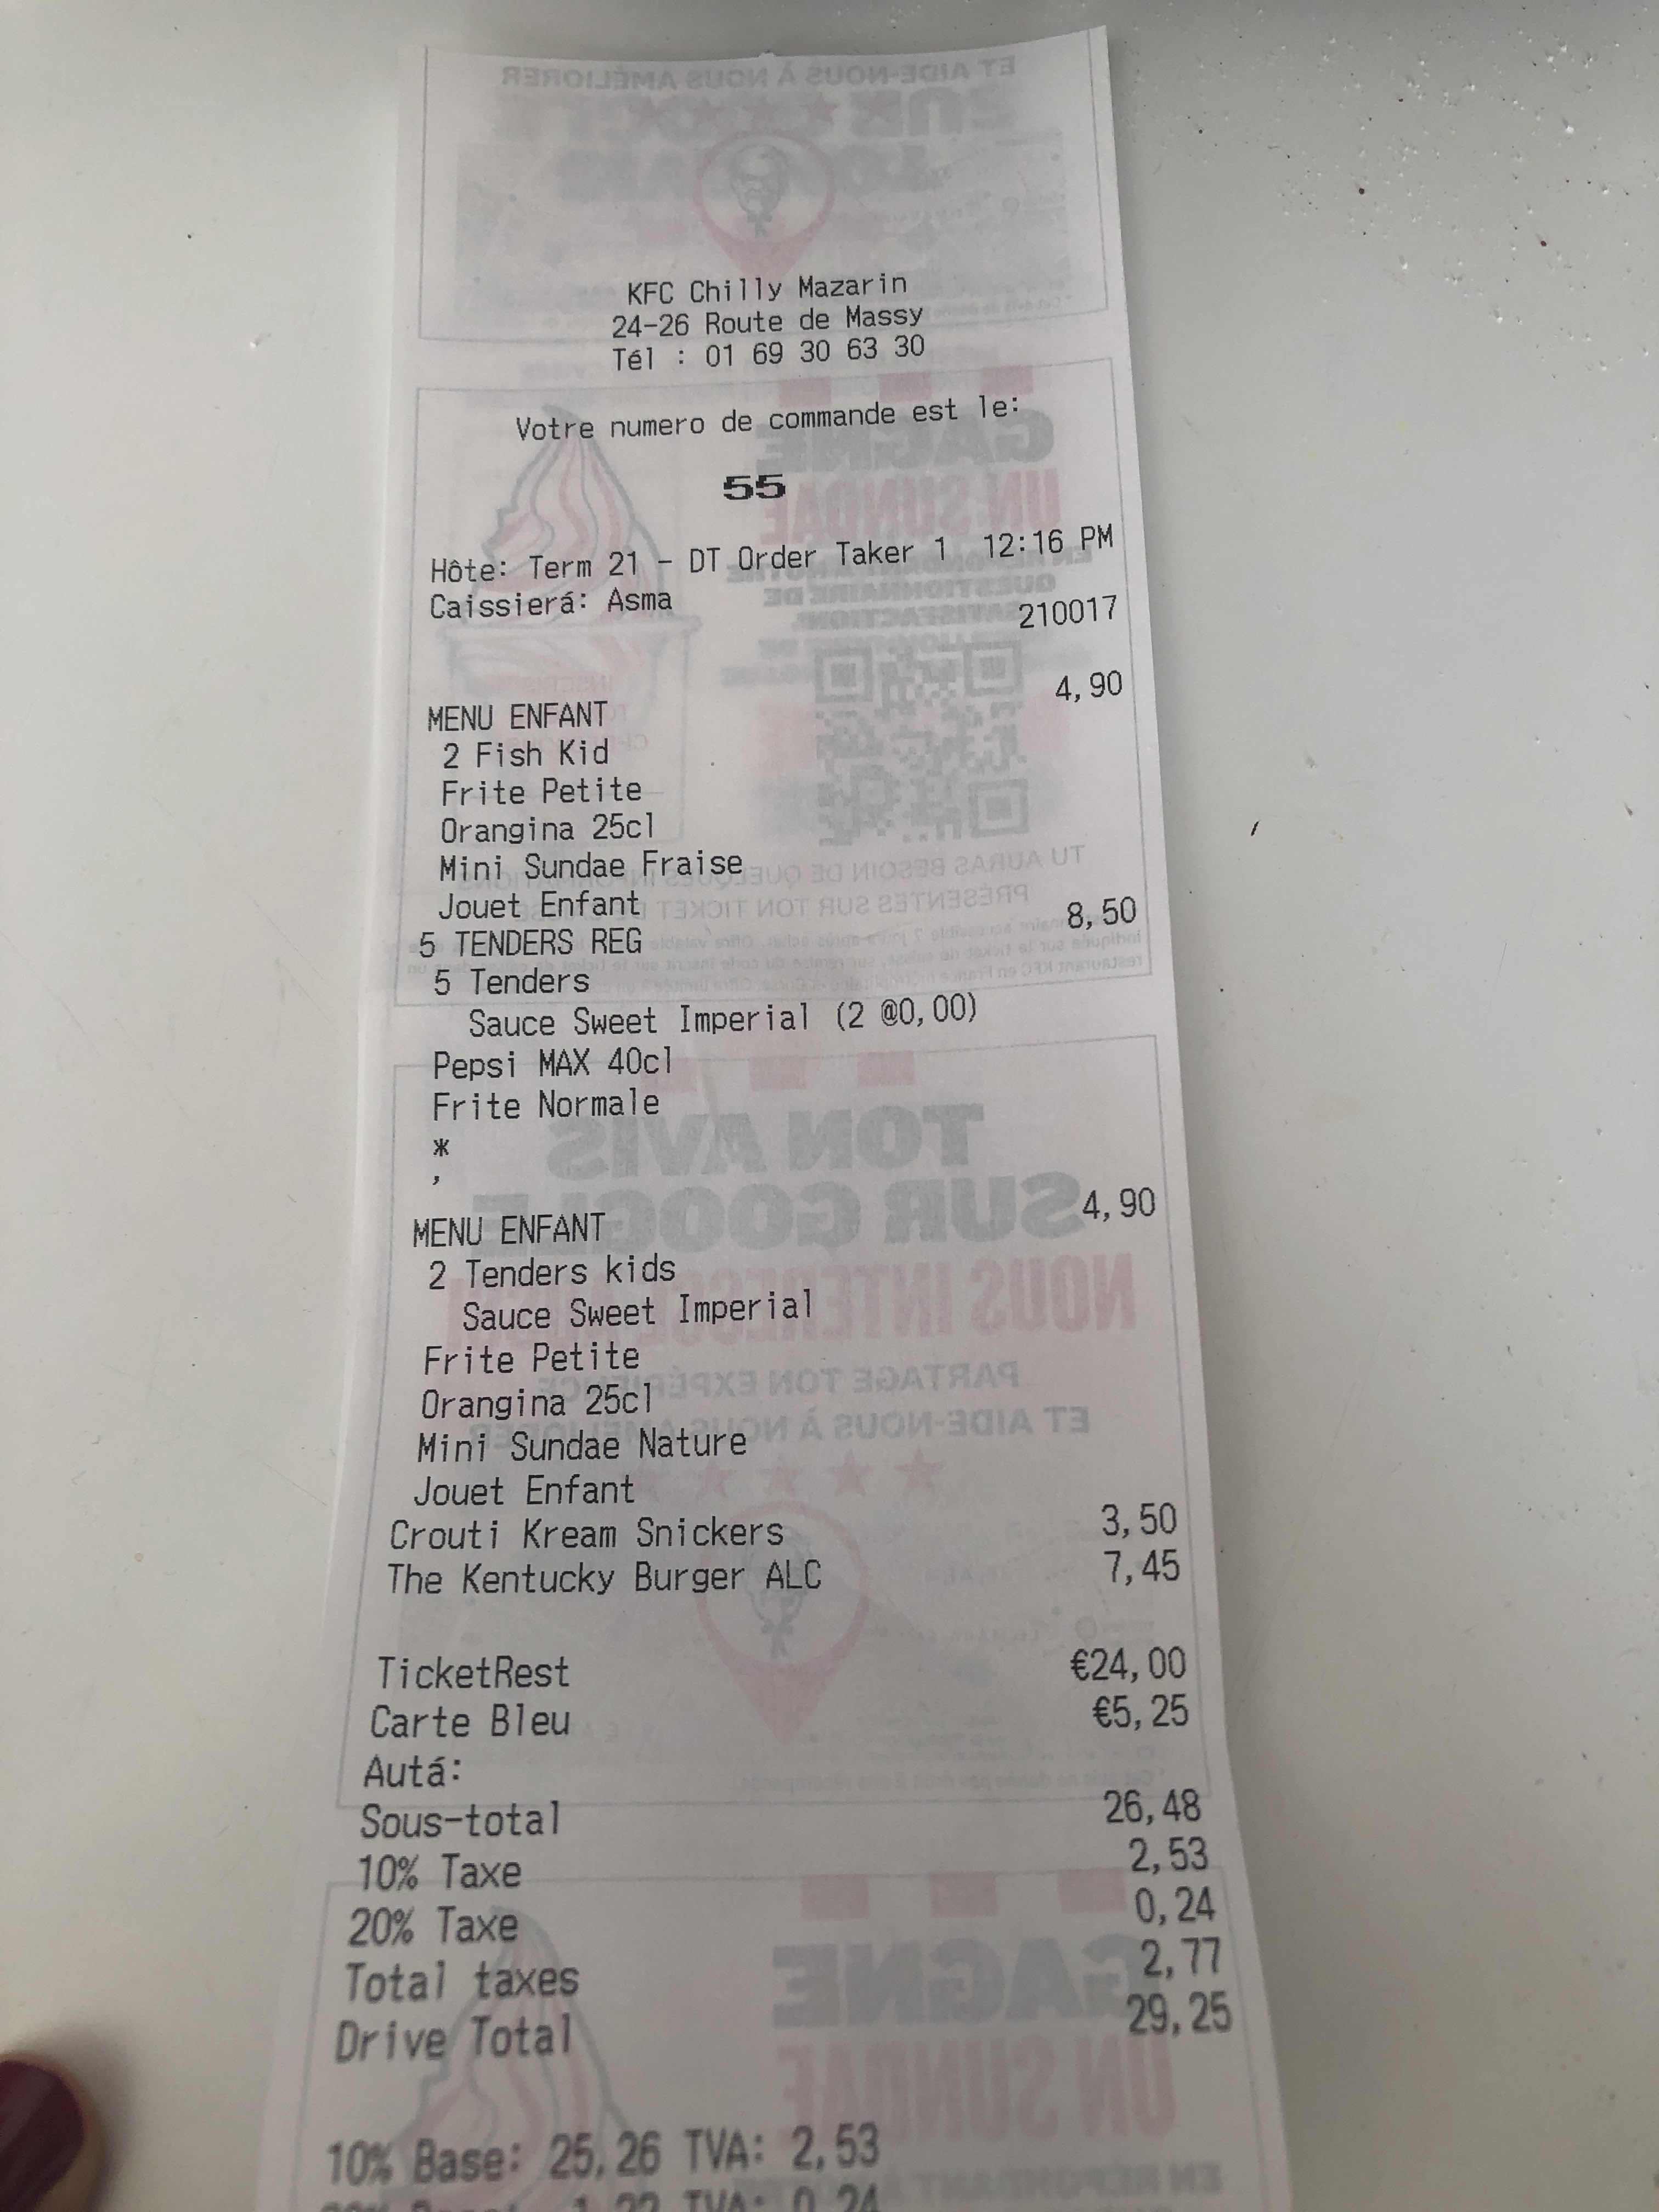 KFC Chilly Mazarin
24-26 Route de Massy
Tél : 01 69 30 63 30
Votre numero de commande est le:
55
Hôte: Term 21 - DT Order Taker 1 12:16 PM
Caissierá: Asma
210017
MENU ENFANT 4,90
2 Fish Kid
Frite Petite
Orangina 25cl
Mini Sundae Fraise
Jouet Enfant
5 TENDERS REG 8,50
5 Tenders
Sauce Sweet Imperial (2 @0,00)
Pepsi MAX 40cl
Frite Normale
*
,
MENU ENFANT 4,90
2 Tenders kids
Sauce Sweet Imperial
Frite Petite
Orangina 25cl
Mini Sundae Nature
Jouet Enfant
Crouti Kream Snickers 3,50
The Kentucky Burger ALC 7,45
TicketRest €24,00
Carte Bleu €5,25
Autá:
Sous-total 26,48
10% Taxe 2,53
20% Taxe 0,24
Total taxes 2,77
Drive Total 29,25
10% Base: 25,26 TVA: 2,53
TVA: 0,24